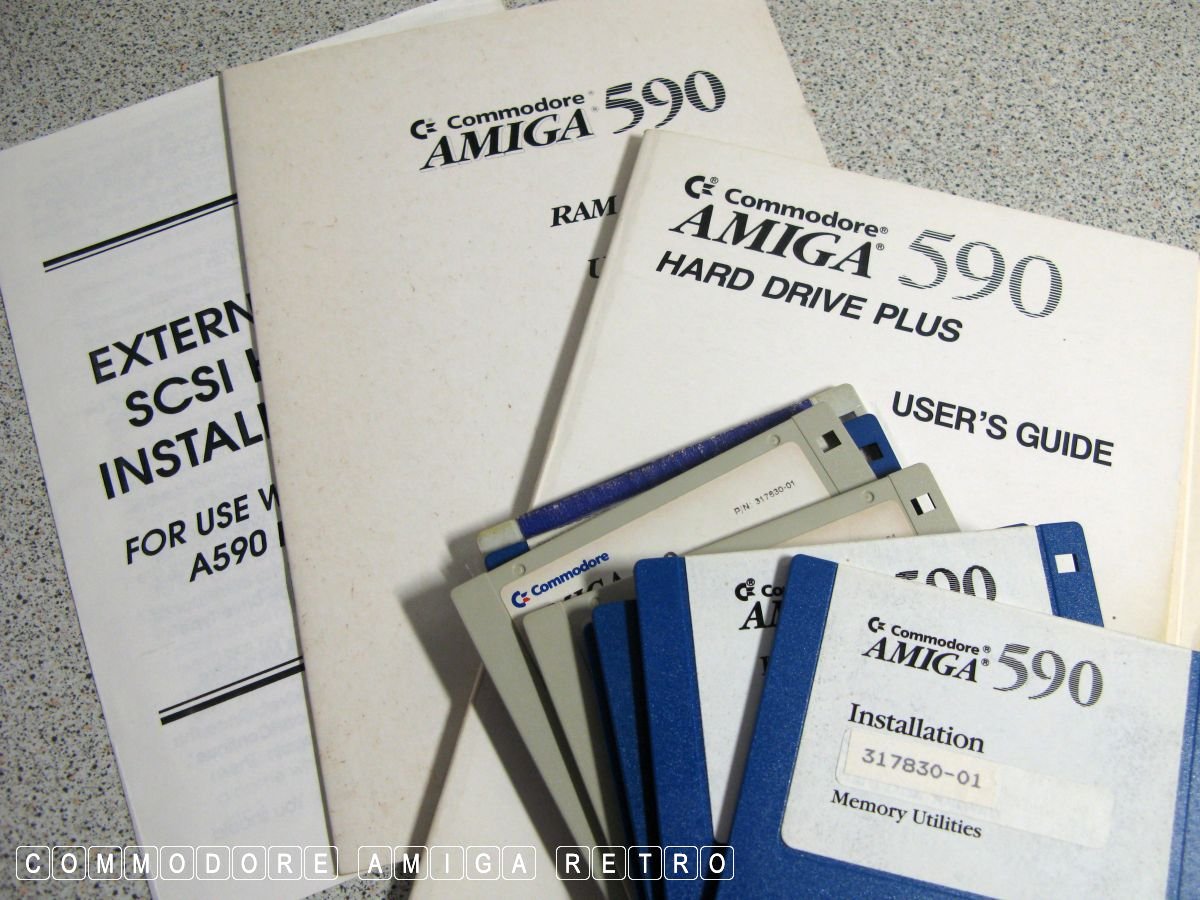 EXTERN
SCSI
INSTAL
FOR USE
A590
Commodore
AMIGA 590
RAM
U
Commodore®
AMIGA® 590
HARD DRIVE PLUS
USER'S GUIDE
P/N: 317830-01
Commodore
590
Commodore®
AMIGA® 590
Installation
317830-01
Memory Utilities
COMMODORE AMIGA RETRO